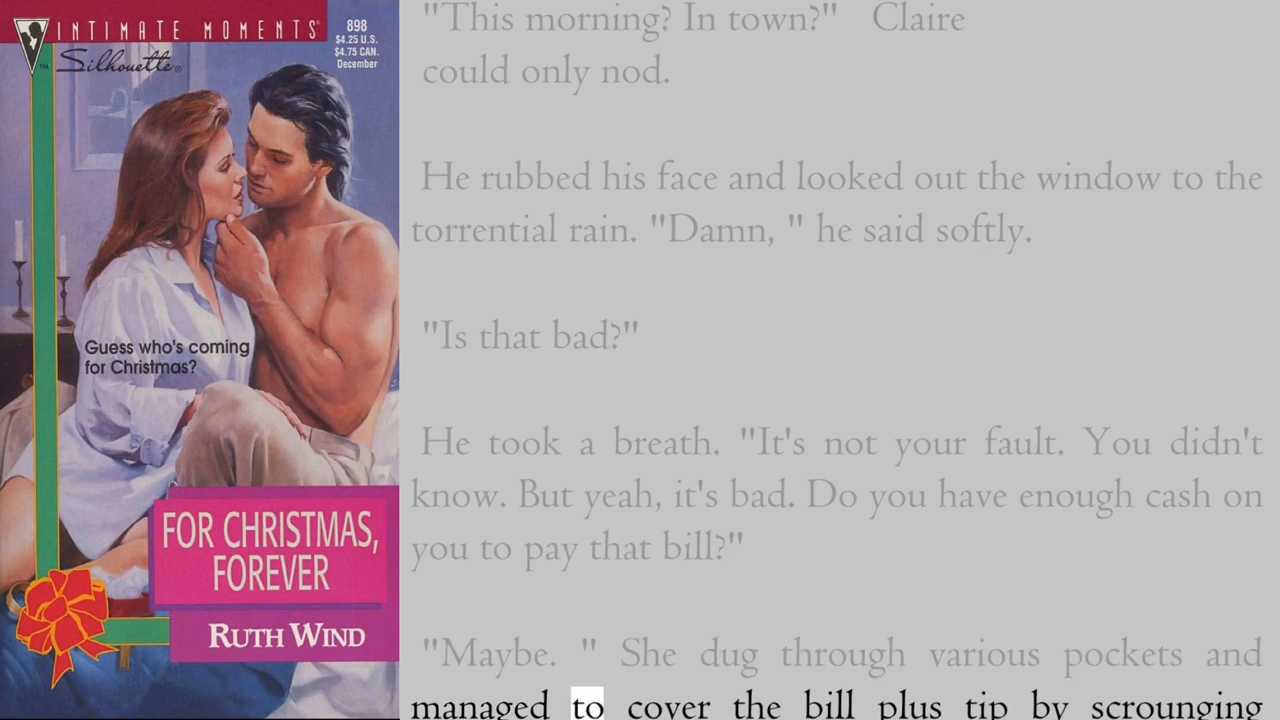 INTIMATE MOMENTS®
898
$4.25 U.S.
$4.75 CAN.
December
Silhouette®
TM
Guess who's coming
for Christmas?
FOR CHRISTMAS,
FOREVER
RUTH WIND
"This morning? In town?" Claire
could only nod.
He rubbed his face and looked out the window to the
torrential rain. "Damn, " he said softly.
"Is that bad?"
He took a breath. "It's not your fault. You didn't
know. But yeah, it's bad. Do you have enough cash on
you to pay that bill?"
"Maybe. " She dug through various pockets and
managed to cover the bill plus tip by scrounging